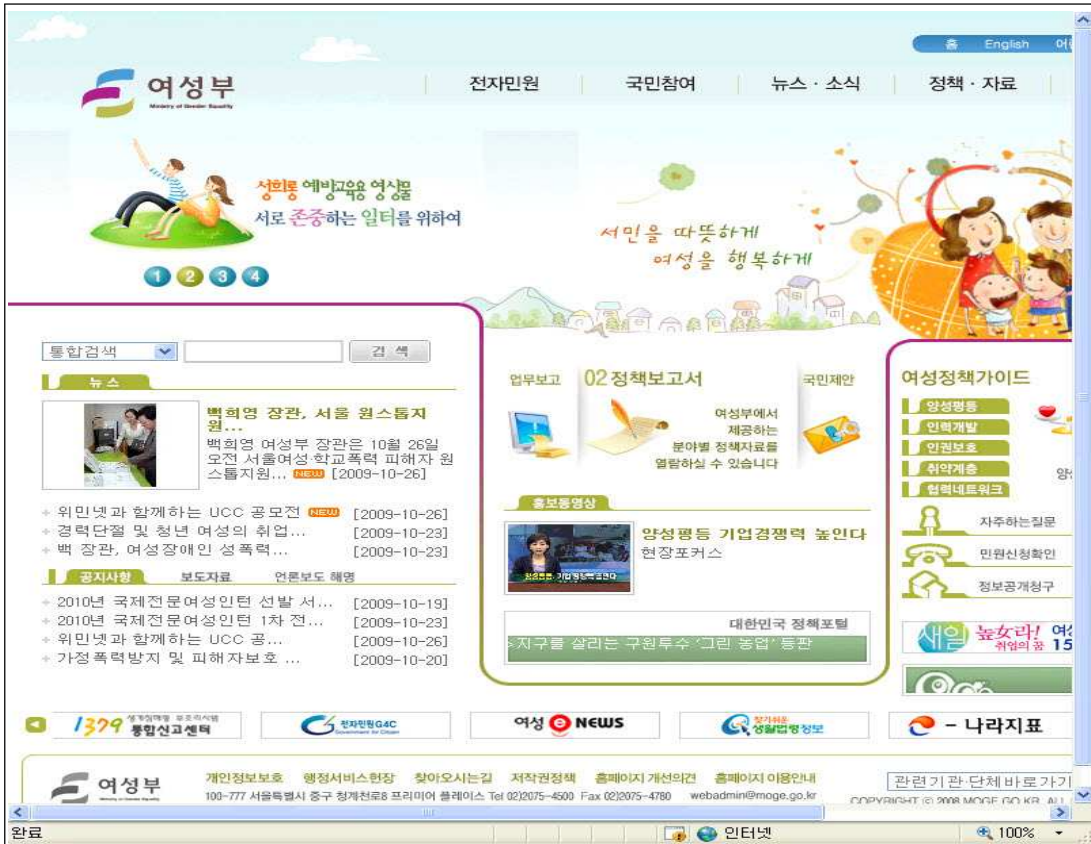 홈 English
여성부
Ministry of Gender Equality
전자민원 국민참여 뉴스 · 소식 정책 · 자료
성희롱 예방교육용 영상물
서로 존중하는 일터를 위하여
서민을 따뜻하게
여성을 행복하게
1 2 3 4
통합검색 검 색
뉴스
백희영 장관, 서울 원스톱지
원...
백희영 여성부 장관은 10월 26일
오전 서울여성·학교폭력 피해자 원
스톱지원... NEW [2009-10-26]
위민넷과 함께하는 UCC 공모전 NEW [2009-10-26]
경력단절 및 청년 여성의 취업... [2009-10-23]
백 장관, 여성장애인 성폭력... [2009-10-23]
공지사항 보도자료 언론보도 해명
2010년 국제전문여성인턴 선발 서... [2009-10-19]
2010년 국제전문여성인턴 1차 전... [2009-10-23]
위민넷과 함께하는 UCC 공... [2009-10-26]
가정폭력방지 및 피해자보호 ... [2009-10-20]
업무보고 02 정책보고서 국민제안
여성부에서
제공하는
분야별 정책자료를
열람하실 수 있습니다
홍보동영상
양성평등 기업경쟁력 높인다
현장포커스
대한민국 정책포털
>지구를 살리는 구원투수 '그린 농업' 등판
여성정책가이드
양성평등
인력개발
인권보호
취약계층
협력네트워크
자주하는질문
민원신청확인
정보공개청구
새일 높女라! 여성
취업의 꿈 15
1379 생계침해형 부조리사범
통합신고센터
전자민원G4C
Government for Citizen
여성 e NEWS
찾기쉬운
생활법령정보
e - 나라지표
여성부
개인정보보호 행정서비스헌장 찾아오시는길 저작권정책 홈페이지 개선의견 홈페이지 이용안내
100-777 서울특별시 중구 청계천로8 프리미어 플레이스 Tel 02)2075-4500 Fax 02)2075-4780 webadmin@moge.go.kr
관련기관·단체바로가기
COPYRIGHT ⓒ 2008 MOGE.GO.KR. ALL
완료 인터넷 100%